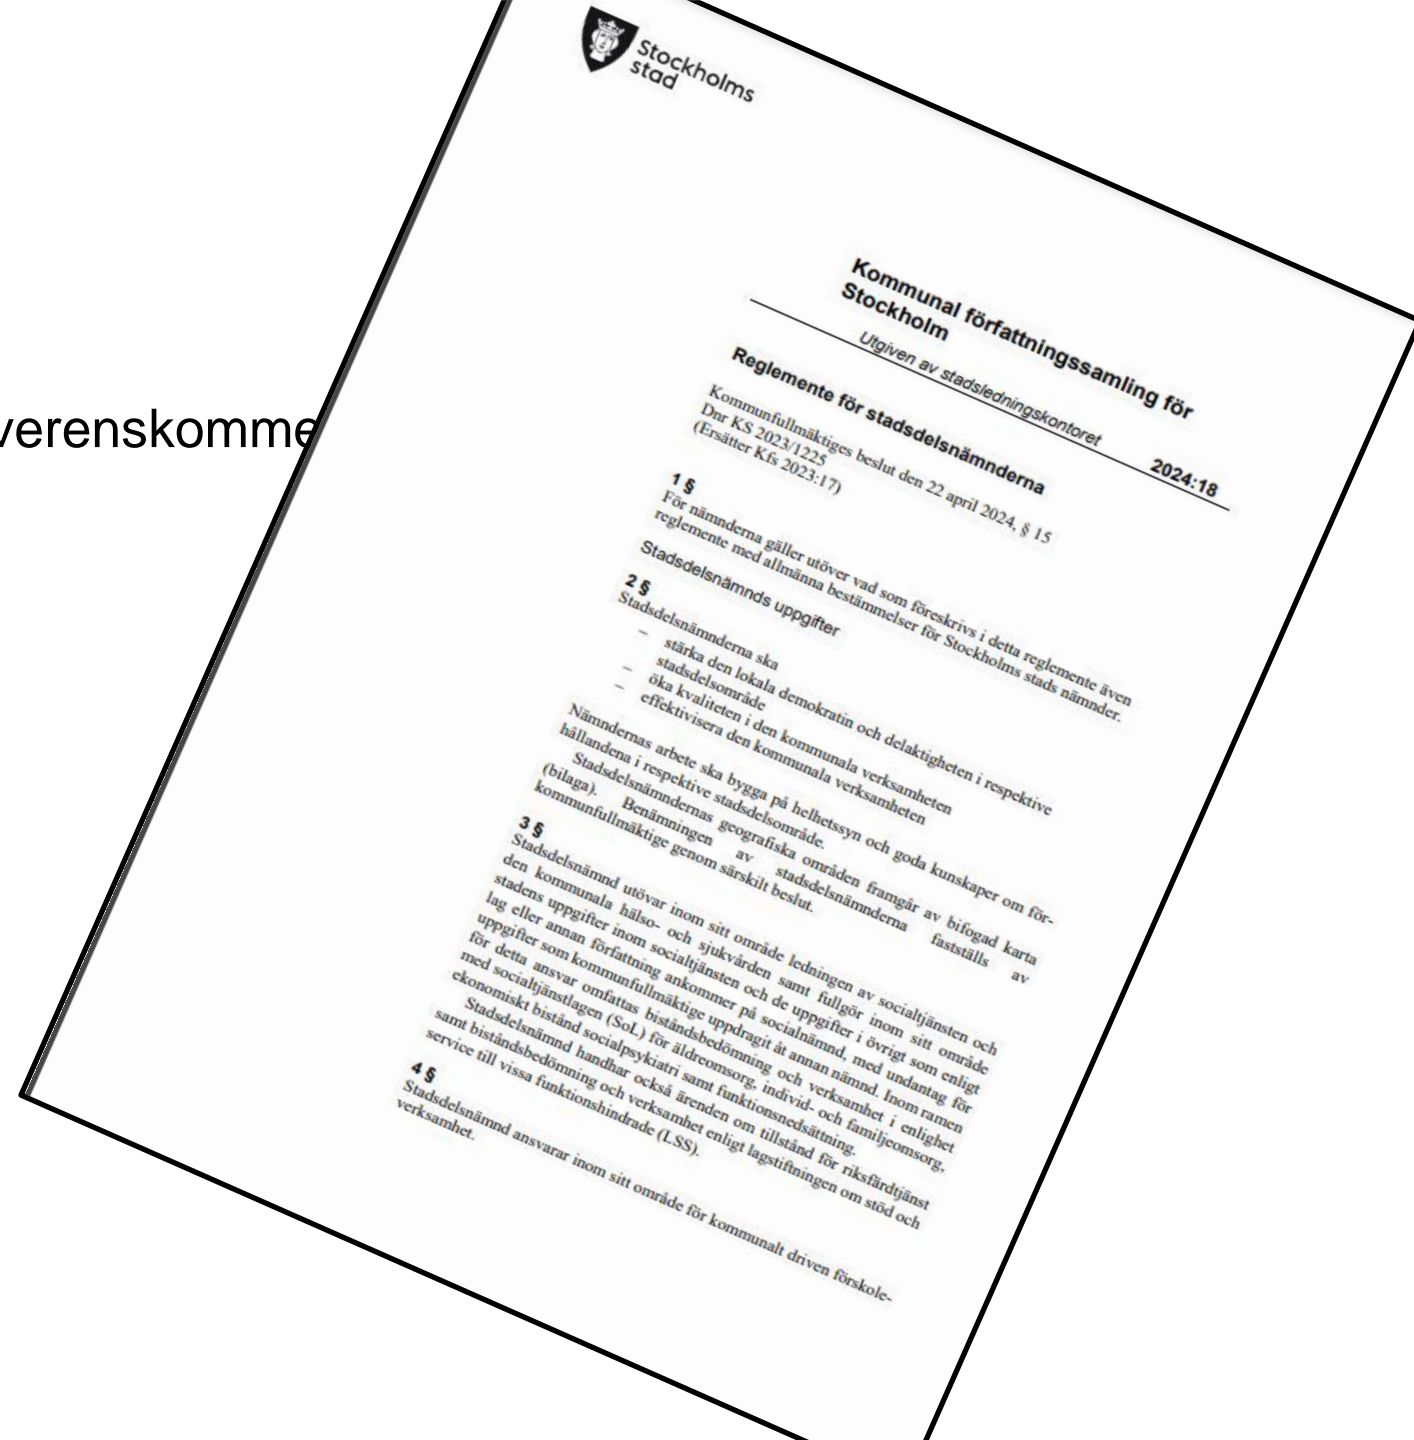 Stockholms
stad
verenskomme
Kommunal författningssamling för
Stockholm
Utgiven av stadsledningskontoret
2024:18
Reglemente för stadsdelsnämnderna
Kommunfullmäktiges beslut den 22 april 2024, § 15
Dnr KS 2023/1225
(Ersätter Kfs 2023:17)
1 §
För nämnderna gäller utöver vad som föreskrivs i detta reglemente även
reglemente med allmänna bestämmelser för Stockholms stads nämnder.
Stadsdelsnämnds uppgifter
2 §
Stadsdelsnämnderna ska
– stärka den lokala demokratin och delaktigheten i respektive
stadsdelsområde
– öka kvaliteten i den kommunala verksamheten
– effektivisera den kommunala verksamheten
Nämndernas arbete ska bygga på helhetssyn och goda kunskaper om för-
hållandena i respektive stadsdelsområde.
Stadsdelsnämndernas geografiska områden framgår av bifogad karta
(bilaga). Benämningen av stadsdelsnämnderna fastställs av
kommunfullmäktige genom särskilt beslut.
3 §
Stadsdelsnämnd utövar inom sitt område ledningen av socialtjänsten och
den kommunala hälso- och sjukvården samt fullgör inom sitt område
stadens uppgifter inom socialtjänsten och de uppgifter i övrigt som enligt
lag eller annan författning ankommer på socialnämnd, med undantag för
uppgifter som kommunfullmäktige uppdragit åt annan nämnd. Inom ramen
för detta ansvar omfattas biståndsbedömning och verksamhet i enlighet
med socialtjänstlagen (SoL) för äldreomsorg, individ- och familjeomsorg,
ekonomiskt bistånd socialpsykiatri samt funktionsnedsättning.
Stadsdelsnämnd handhar också ärenden om tillstånd för riksfärdtjänst
samt biståndsbedömning och verksamhet enligt lagstiftningen om stöd och
service till vissa funktionshindrade (LSS).
4 §
Stadsdelsnämnd ansvarar inom sitt område för kommunalt driven förskole-
verksamhet.